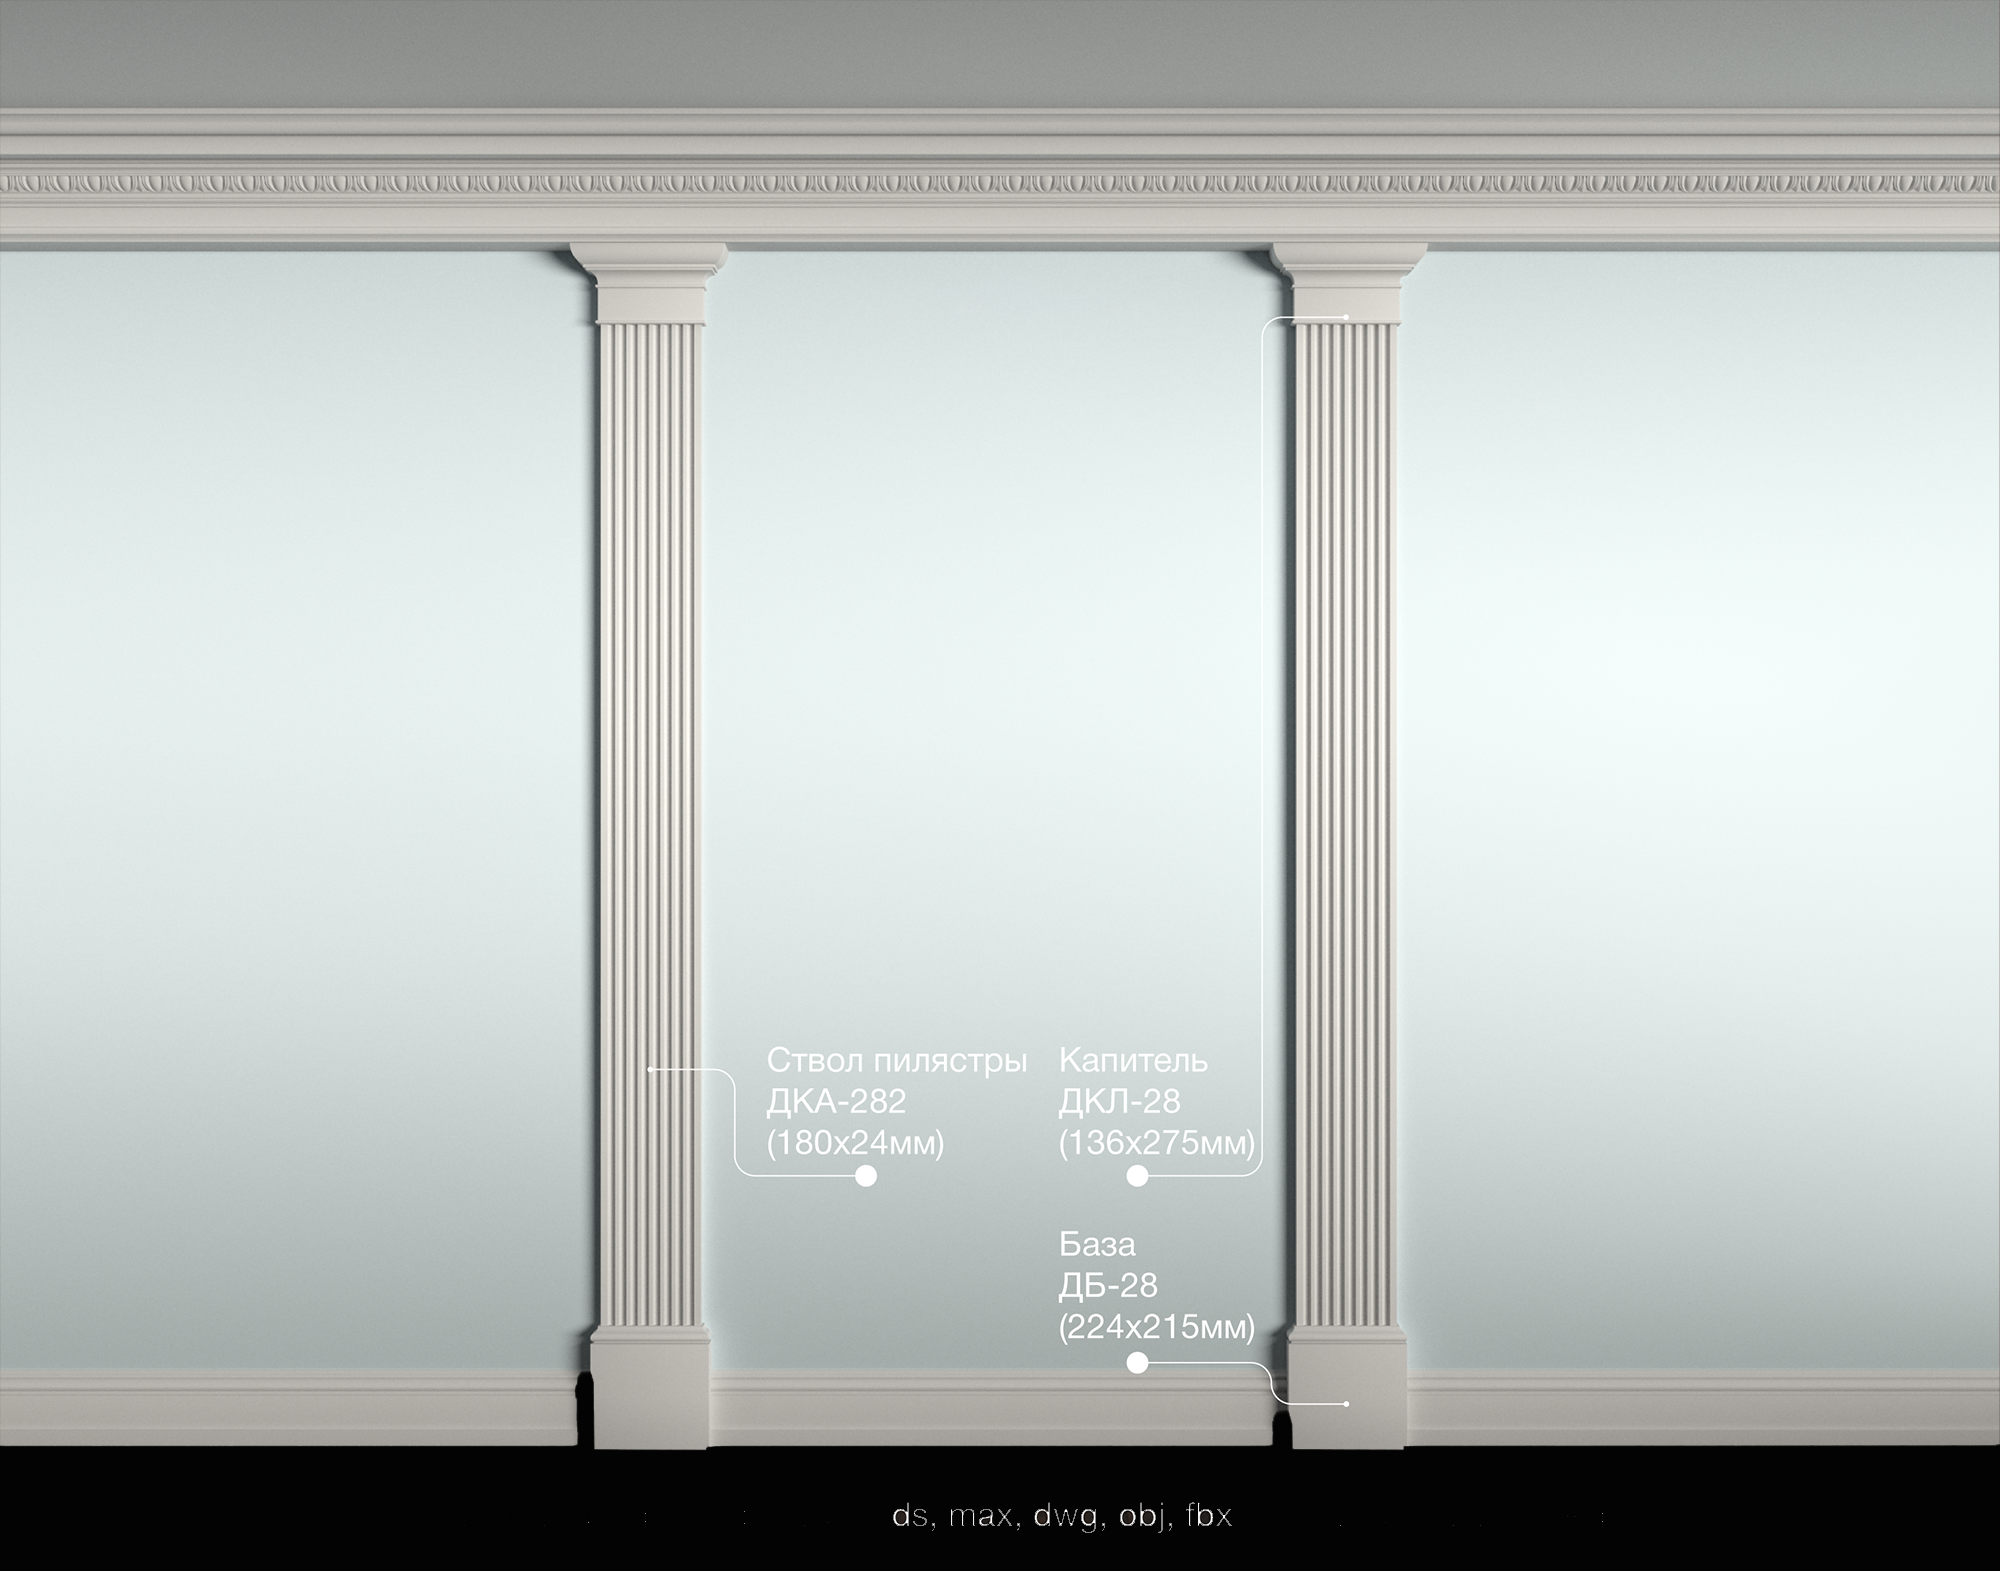 Ствол пилястры
ДКА-282
(180х24мм)
Капитель
ДКЛ-28
(136х275мм)
База
ДБ-28
(224х215мм)
ds, max, dwg, obj, fbx